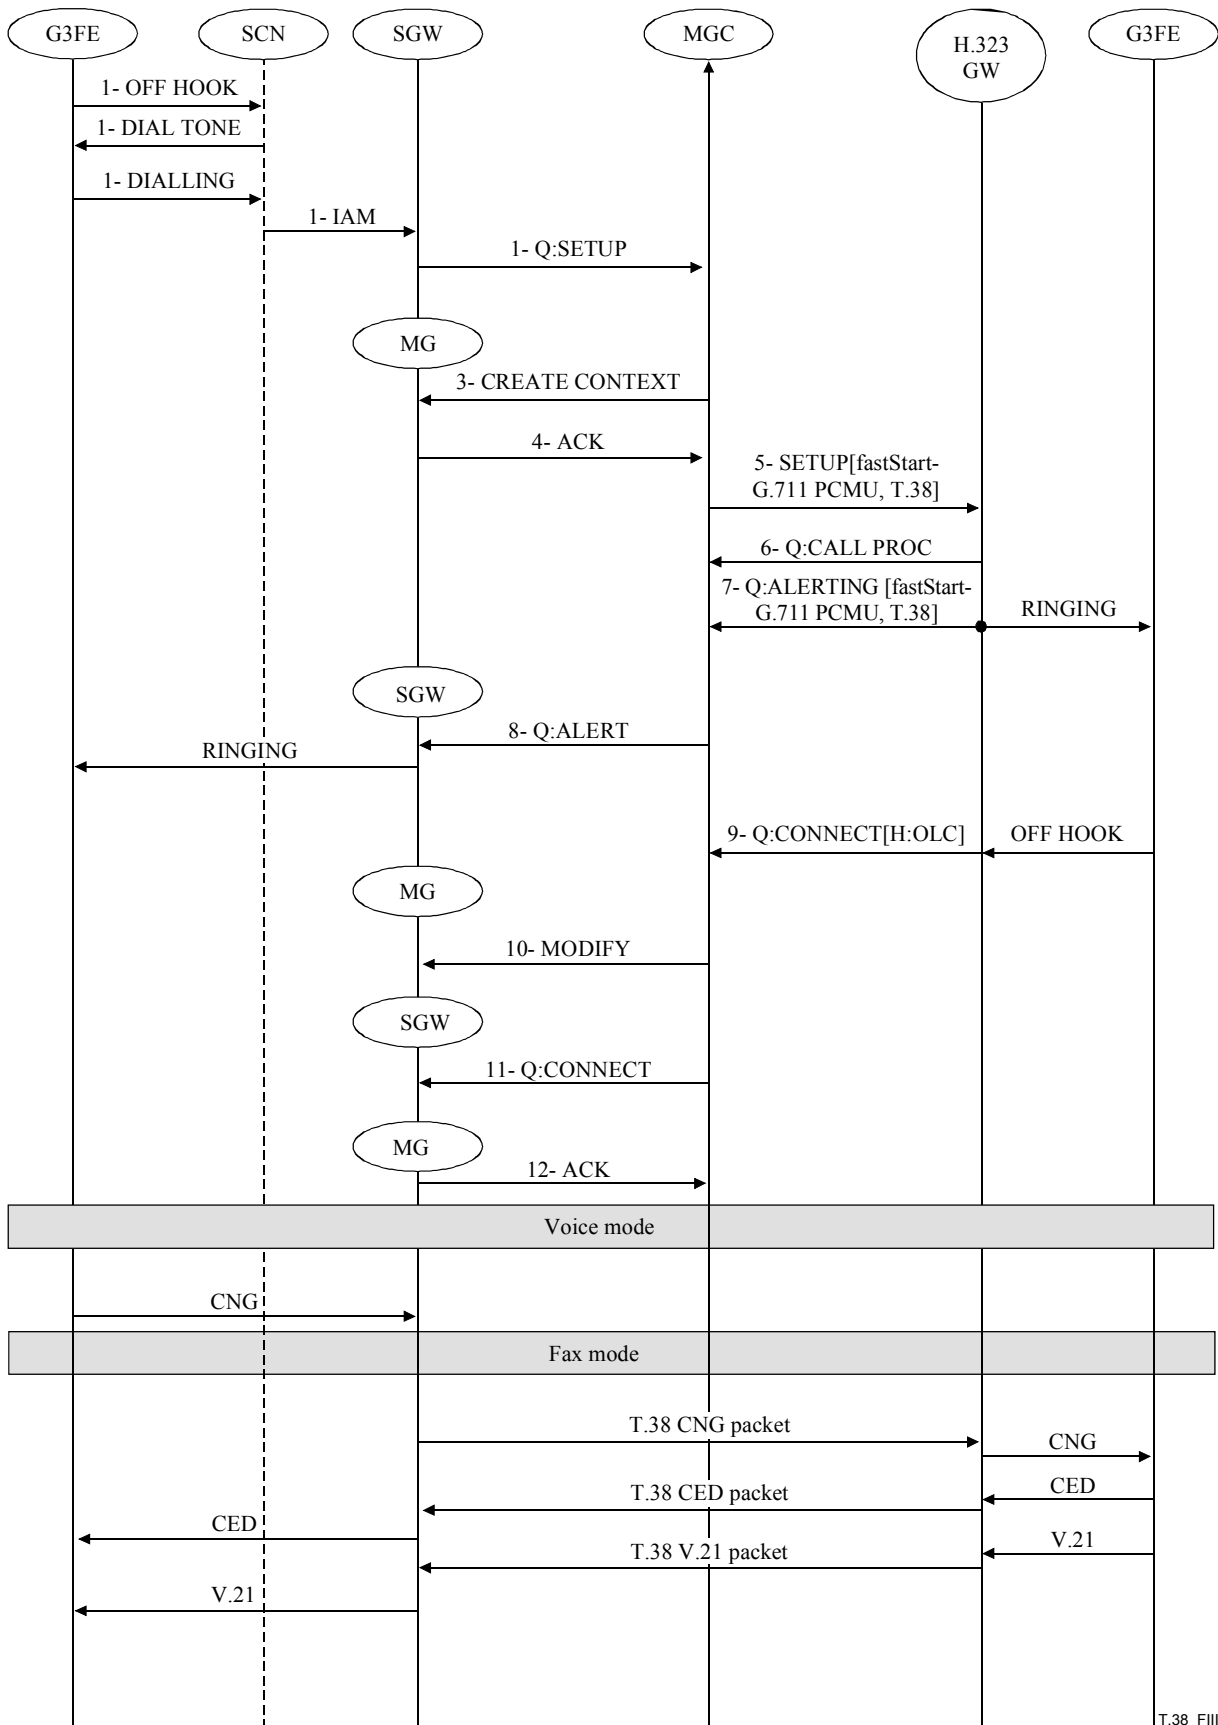 G3FE
SCN
SGW
MGC
H.323
GW
G3FE
1- OFF HOOK
1- DIAL TONE
1- DIALLING
1- IAM
1- Q:SETUP
MG
3- CREATE CONTEXT
4- ACK
5- SETUP[fastStart-
G.711 PCMU, T.38]
6- Q:CALL PROC
7- Q:ALERTING [fastStart-
G.711 PCMU, T.38]
RINGING
SGW
8- Q:ALERT
RINGING
9- Q:CONNECT[H:OLC]
OFF HOOK
MG
10- MODIFY
SGW
11- Q:CONNECT
MG
12- ACK
Voice mode
CNG
Fax mode
T.38 CNG packet
CNG
CED
T.38 CED packet
CED
V.21
T.38 V.21 packet
V.21
T.38_FIII